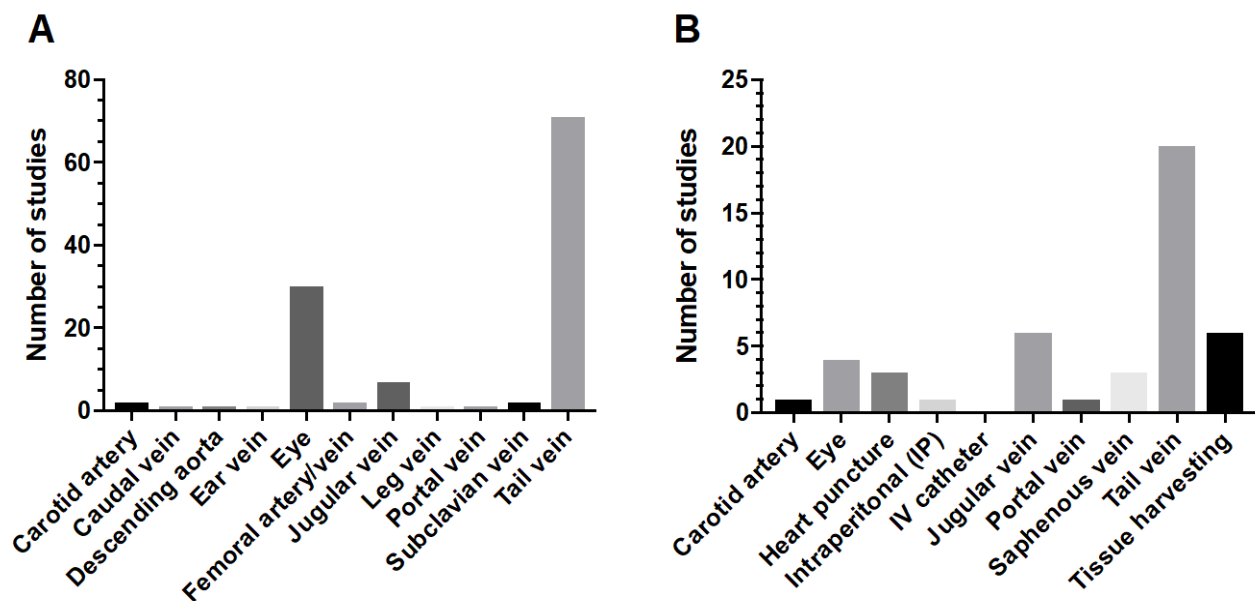 A
Number of studies
80
60
40
20
0
Carotid artery
Caudal vein
Descending aorta
Ear vein
Eye
Femoral artery/vein
Jugular vein
Leg vein
Portal vein
Subclavian vein
Tail vein
B
Number of studies
25
20
15
10
5
0
Carotid artery
Eye
Heart puncture
Intraperitonal (IP)
IV catheter
Jugular vein
Portal vein
Saphenous vein
Tail vein
Tissue harvesting